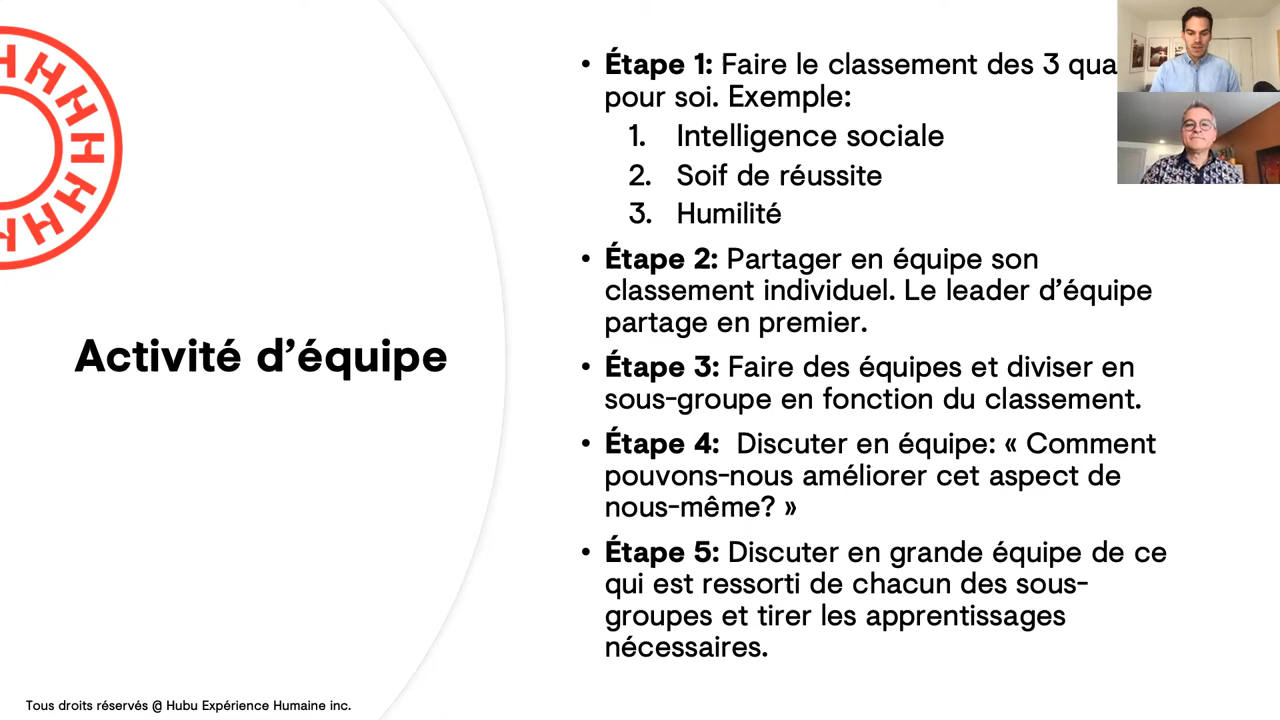 Étape 1: Faire le classement des 3
pour soi. Exemple:
1. Intelligence sociale
2. Soif de réussite
3. Humilité
Étape 2: Partager en équipe son
classement individuel. Le leader d’équipe
partage en premier.
Étape 3: Faire des équipes et diviser en
sous-groupe en fonction du classement.
Étape 4: Discuter en équipe: « Comment
pouvons-nous améliorer cet aspect de
nous-même? »
Étape 5: Discuter en grande équipe de ce
qui est ressorti de chacun des sous-
groupes et tirer les apprentissages
nécessaires.
Activité d’équipe
Tous droits réservés @ Hubu Expérience Humaine inc.